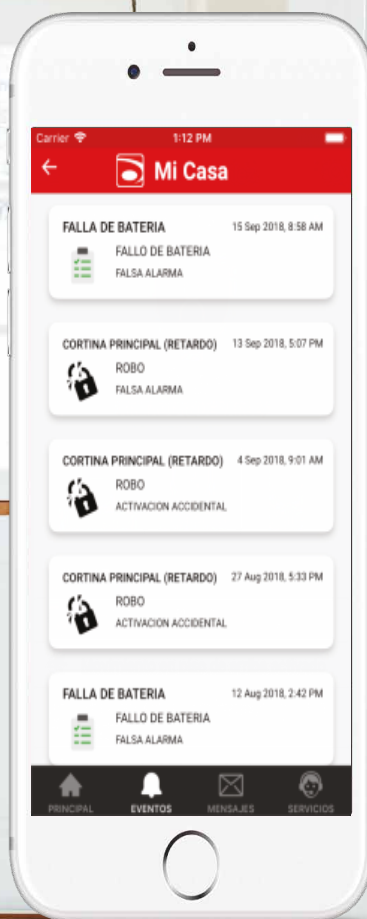 Carrier 1:12 PM
Mi Casa
FALLA DE BATERIA 15 Sep 2018, 8:58 AM
FALLO DE BATERIA
FALSA ALARMA
CORTINA PRINCIPAL (RETARDO) 13 Sep 2018, 5:07 PM
ROBO
FALSA ALARMA
CORTINA PRINCIPAL (RETARDO) 4 Sep 2018, 9:01 AM
ROBO
ACTIVACION ACCIDENTAL
CORTINA PRINCIPAL (RETARDO) 27 Aug 2018, 5:33 PM
ROBO
ACTIVACION ACCIDENTAL
FALLA DE BATERIA 12 Aug 2018, 2:42 PM
FALLO DE BATERIA
FALSA ALARMA
PRINCIPAL EVENTOS MENSAJES SERVICIOS